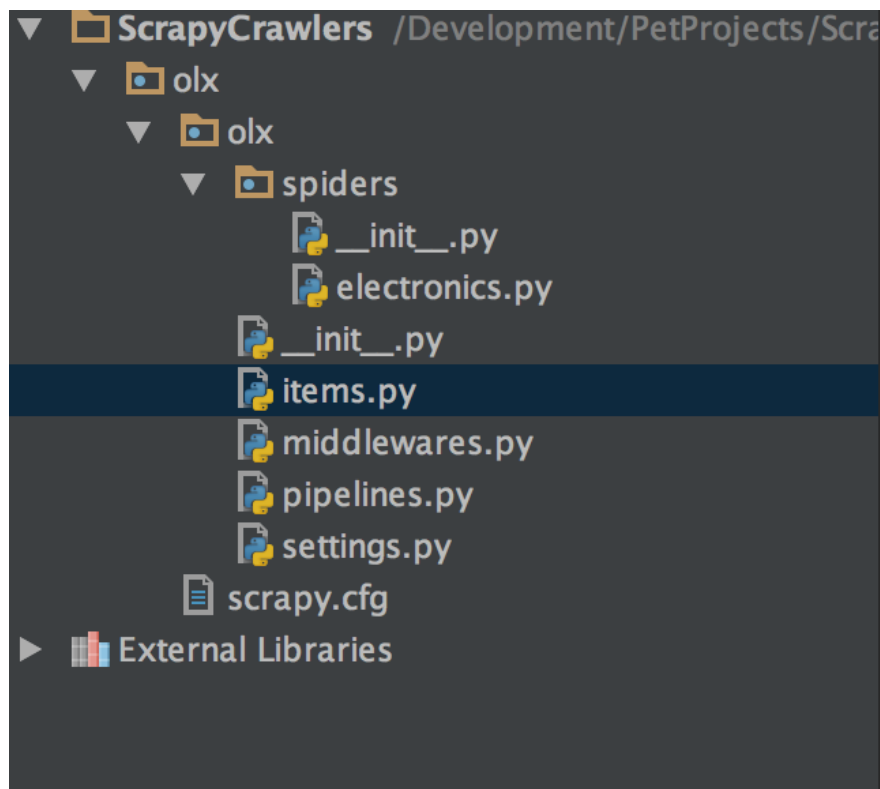 ScrapyCrawlers /Development/PetProjects/Scra
olx
olx
spiders
__init__.py
electronics.py
__init__.py
items.py
middlewares.py
pipelines.py
settings.py
scrapy.cfg
External Libraries